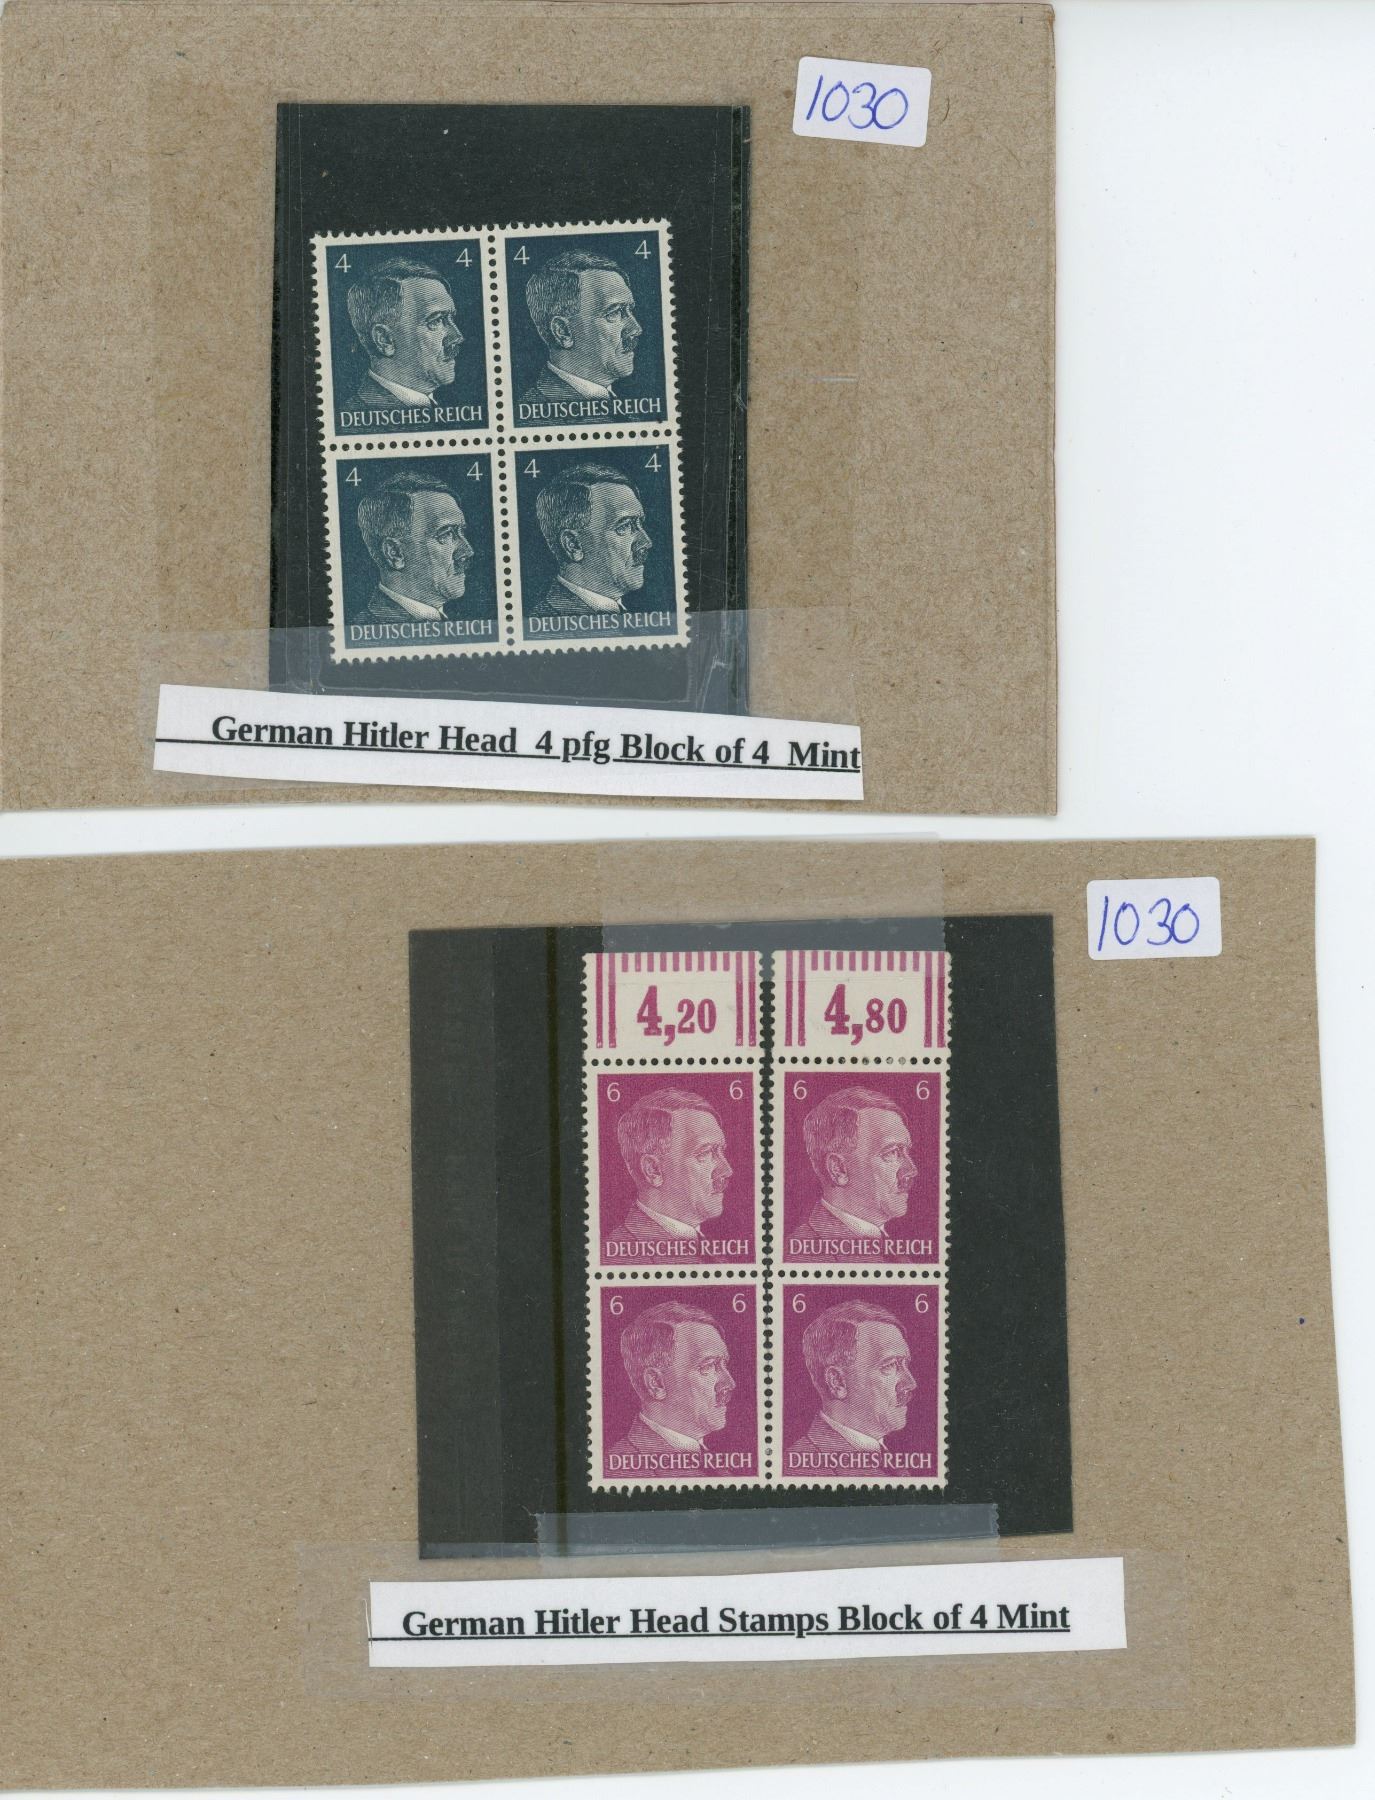 1030
4 4 4 4
DEUTSCHES REICH DEUTSCHES REICH
4 4 4 4
DEUTSCHES REICH DEUTSCHES REICH
German Hitler Head 4 pfg Block of 4 Mint
1030
4,20 4,80
6 6 6 6
DEUTSCHES REICH DEUTSCHES REICH
6 6 6 6
DEUTSCHES REICH DEUTSCHES REICH
German Hitler Head Stamps Block of 4 Mint